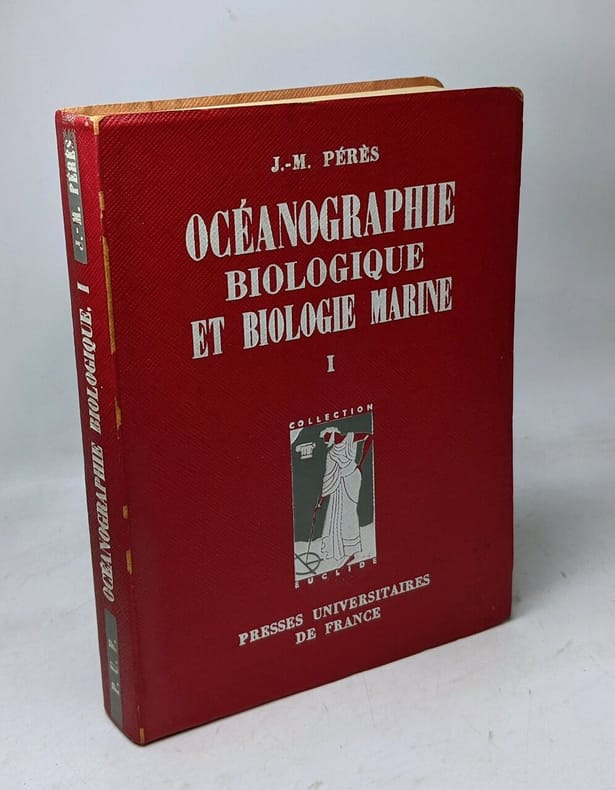 J.-M. PÉRÈS
OCÉANOGRAPHIE
BIOLOGIQUE
ET BIOLOGIE MARINE
I
COLLECTION
EUCLIDE
PRESSES UNIVERSITAIRES
DE FRANCE
J.-M. PÉRÈS
OCÉANOGRAPHIE BIOLOGIQUE. I
P. U. F.